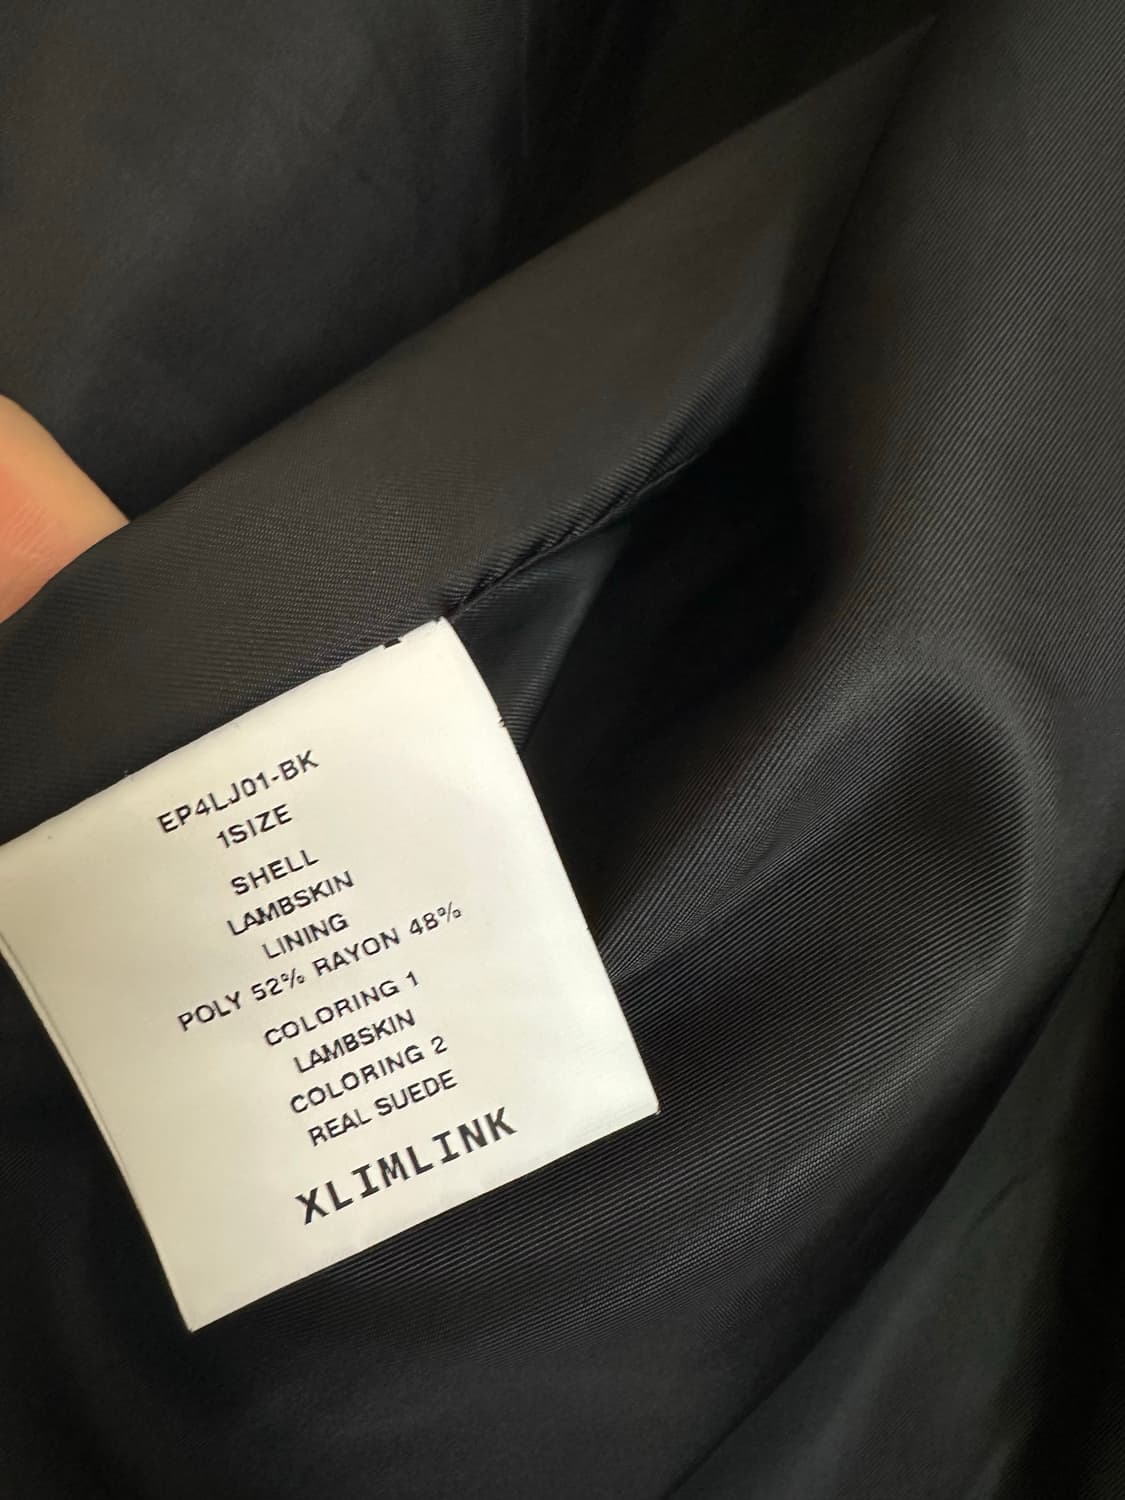 EP4LJ01-BK
1SIZE
SHELL
LAMBSKIN
LINING
POLY 52% RAYON 48%
COLORING 1
LAMBSKIN
COLORING 2
REAL SUEDE
XLIMLINK